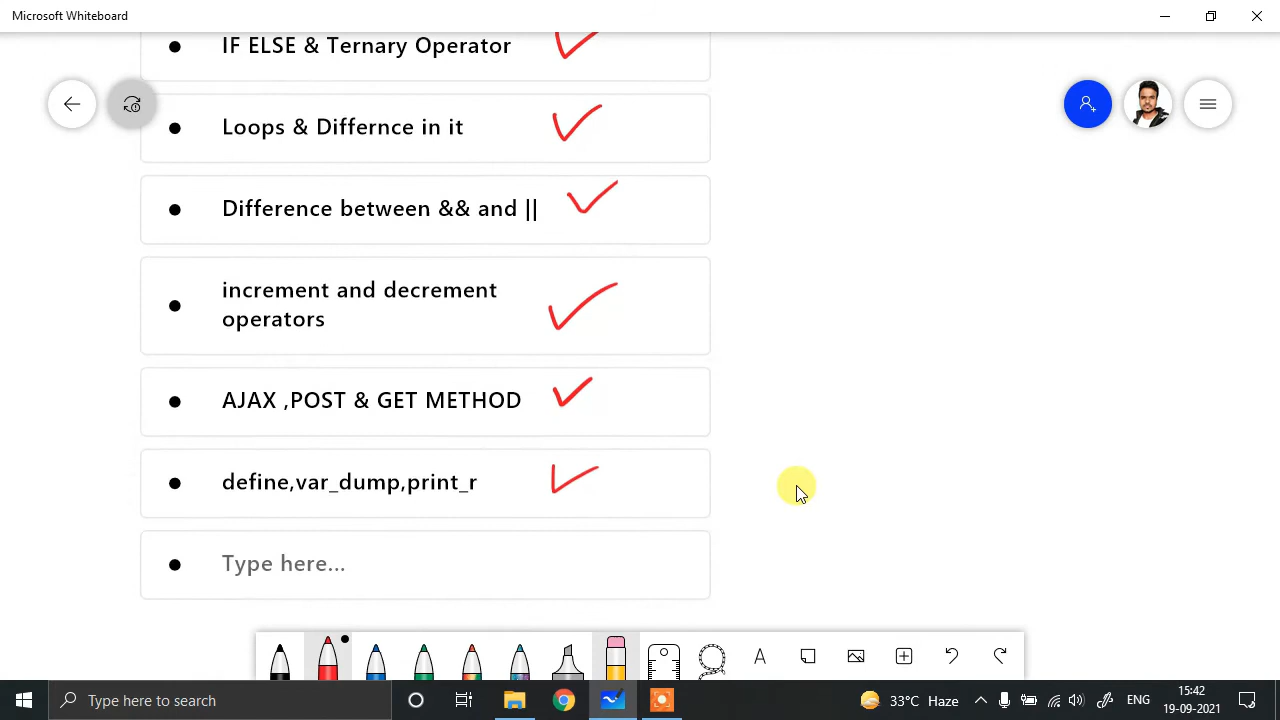 Microsoft Whiteboard
IF ELSE & Ternary Operator
Loops & Differnce in it
Difference between && and ||
increment and decrement
operators
AJAX ,POST & GET METHOD
define,var_dump,print_r
Type here...
A
Type here to search
33°C Haze
ENG
15:42
19-09-2021